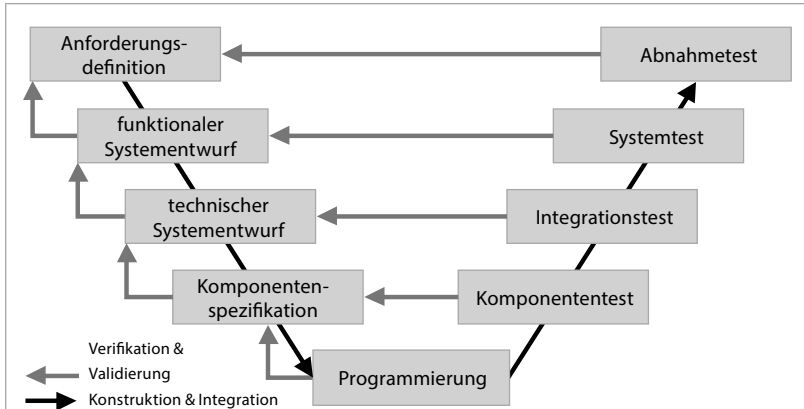 Anforderungs-
definition
Abnahmetest
funktionaler
Systementwurf
Systemtest
technischer
Systementwurf
Integrationstest
Komponenten-
spezifikation
Komponententest
Programmierung
Verifikation &
Validierung
Konstruktion & Integration